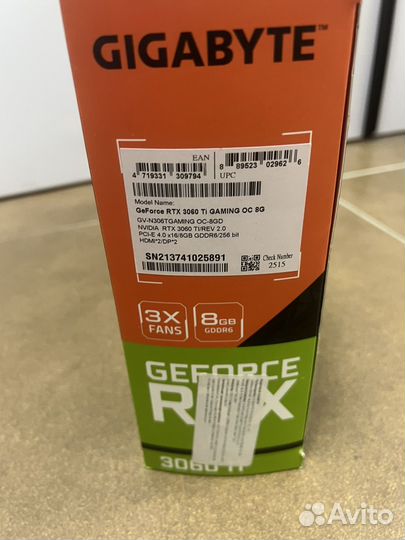 GIGABYTE™
EAN
4 719331 309794
8 89523 02962 6
UPC
Model Name:
GeForce RTX 3060 Ti GAMING OC 8G
GV-N306TGAMING OC-8GD
NVIDIA RTX 3060 TI/REV 2.0
PCI-E 4.0 x16/8GB GDDR6/256 bit
HDMI*2/DP*2
SN213741025891
Check Number
2515
3X
FANS
8GB
GDDR6
GEFORCE
RTX
3060 TI
Avito